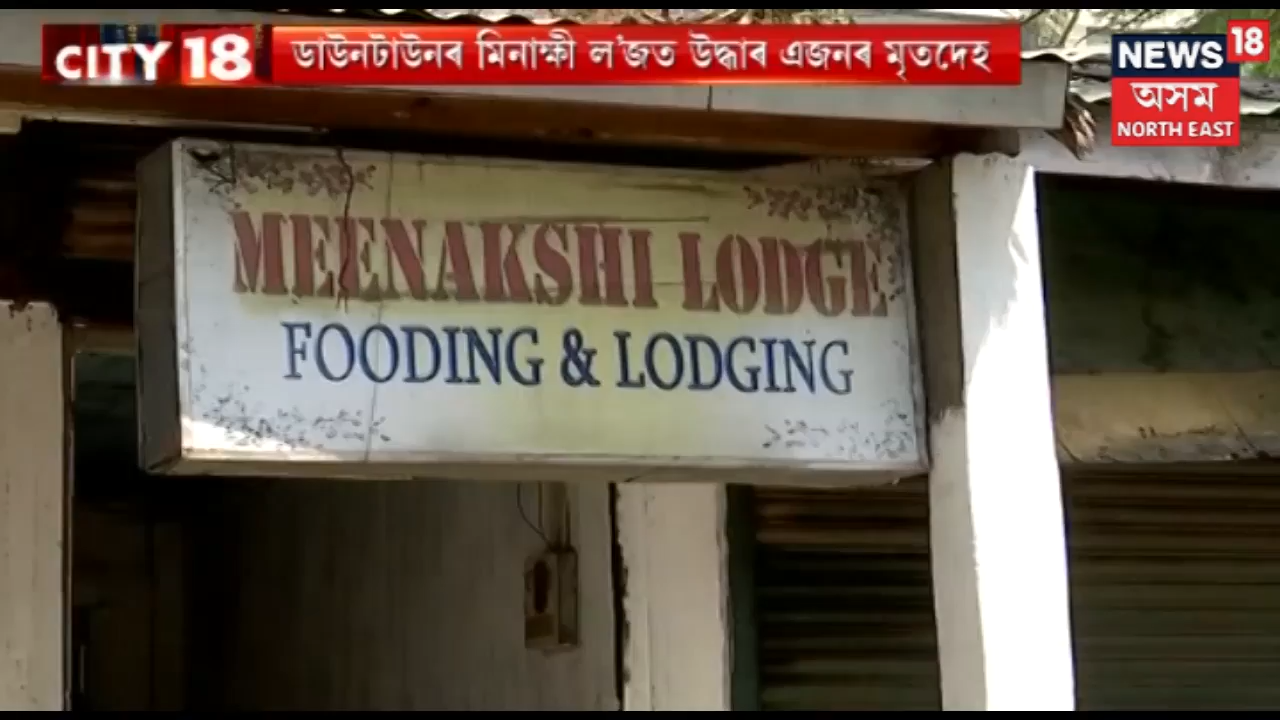 CITY 18
ডাউনটাউনৰ মিনাক্ষী ল'জত উদ্ধাৰ এজনৰ মৃতদেহ
NEWS 18
অসম
NORTH EAST
MEENAKSHI LODGE
FOODING & LODGING